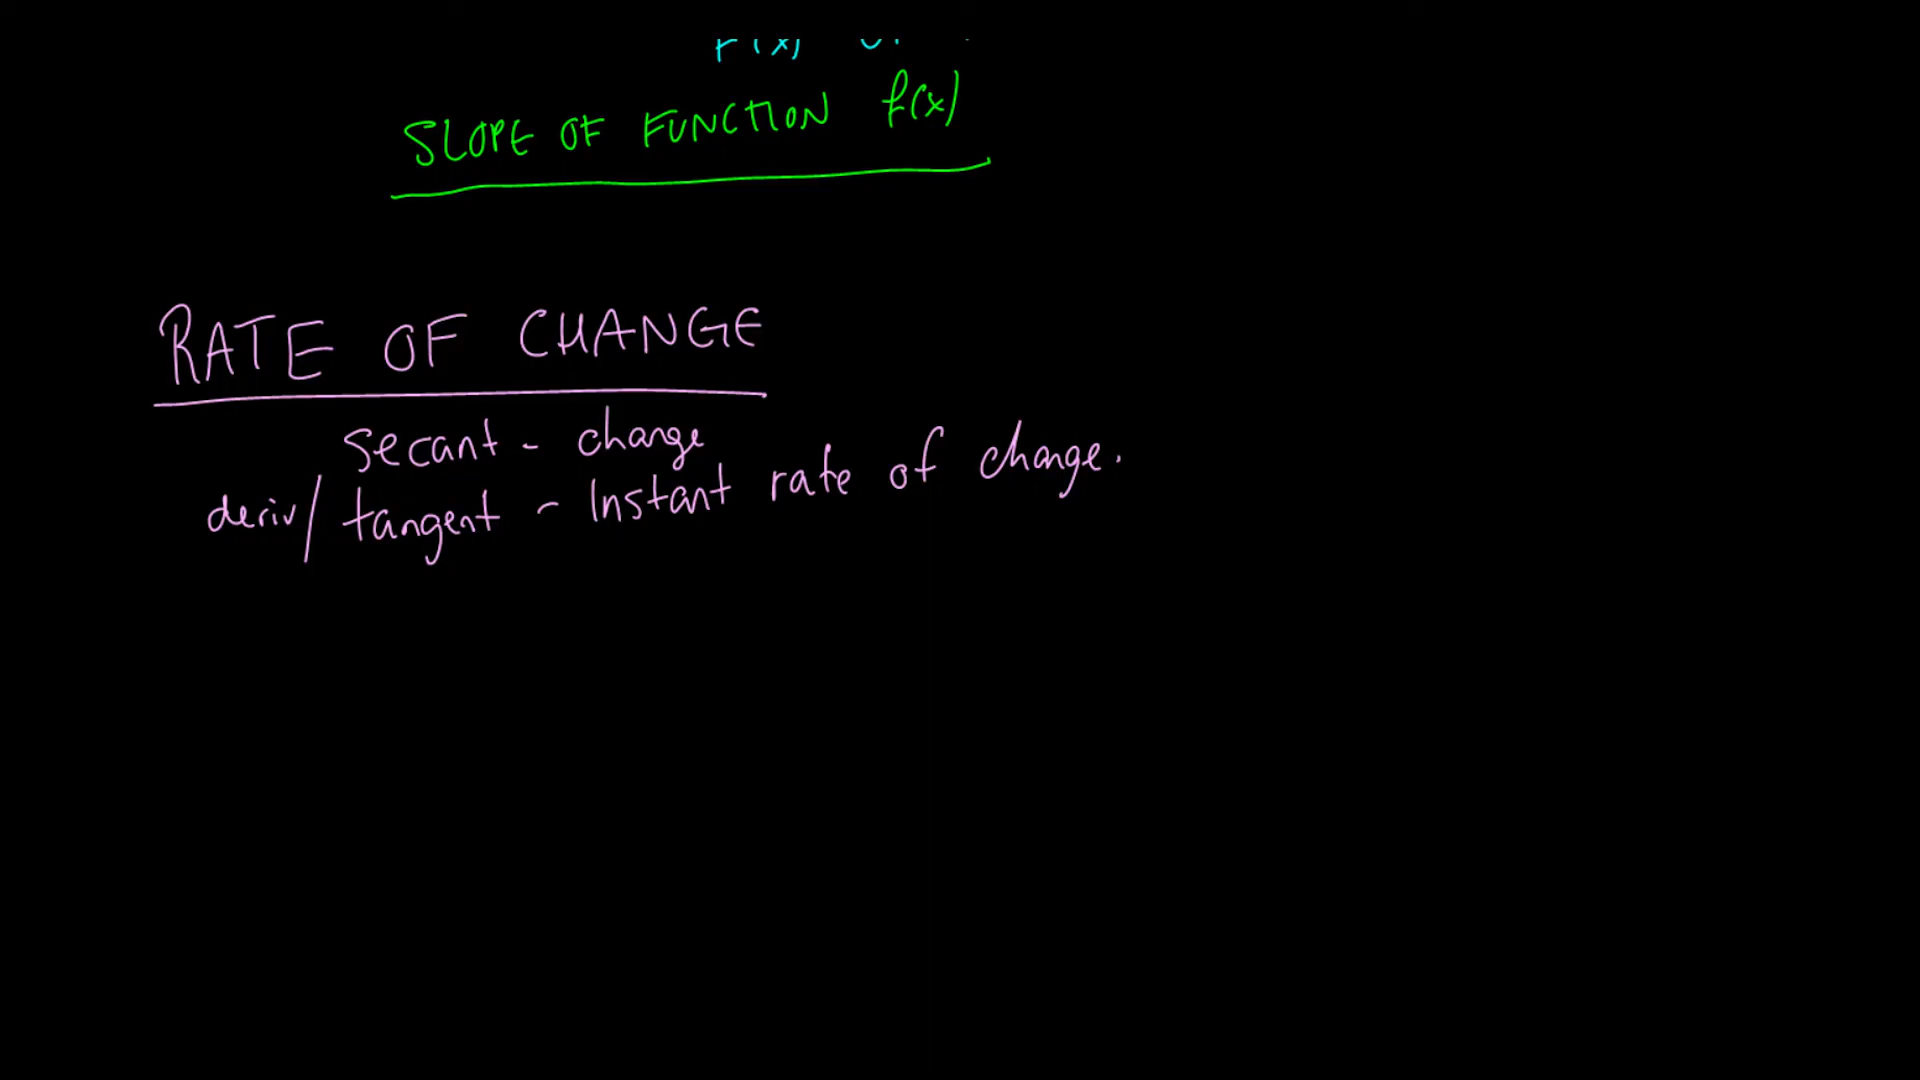 SLOPE OF FUNCTION f(x)
RATE OF CHANGE
secant - change
deriv/ tangent - Instant rate of change.